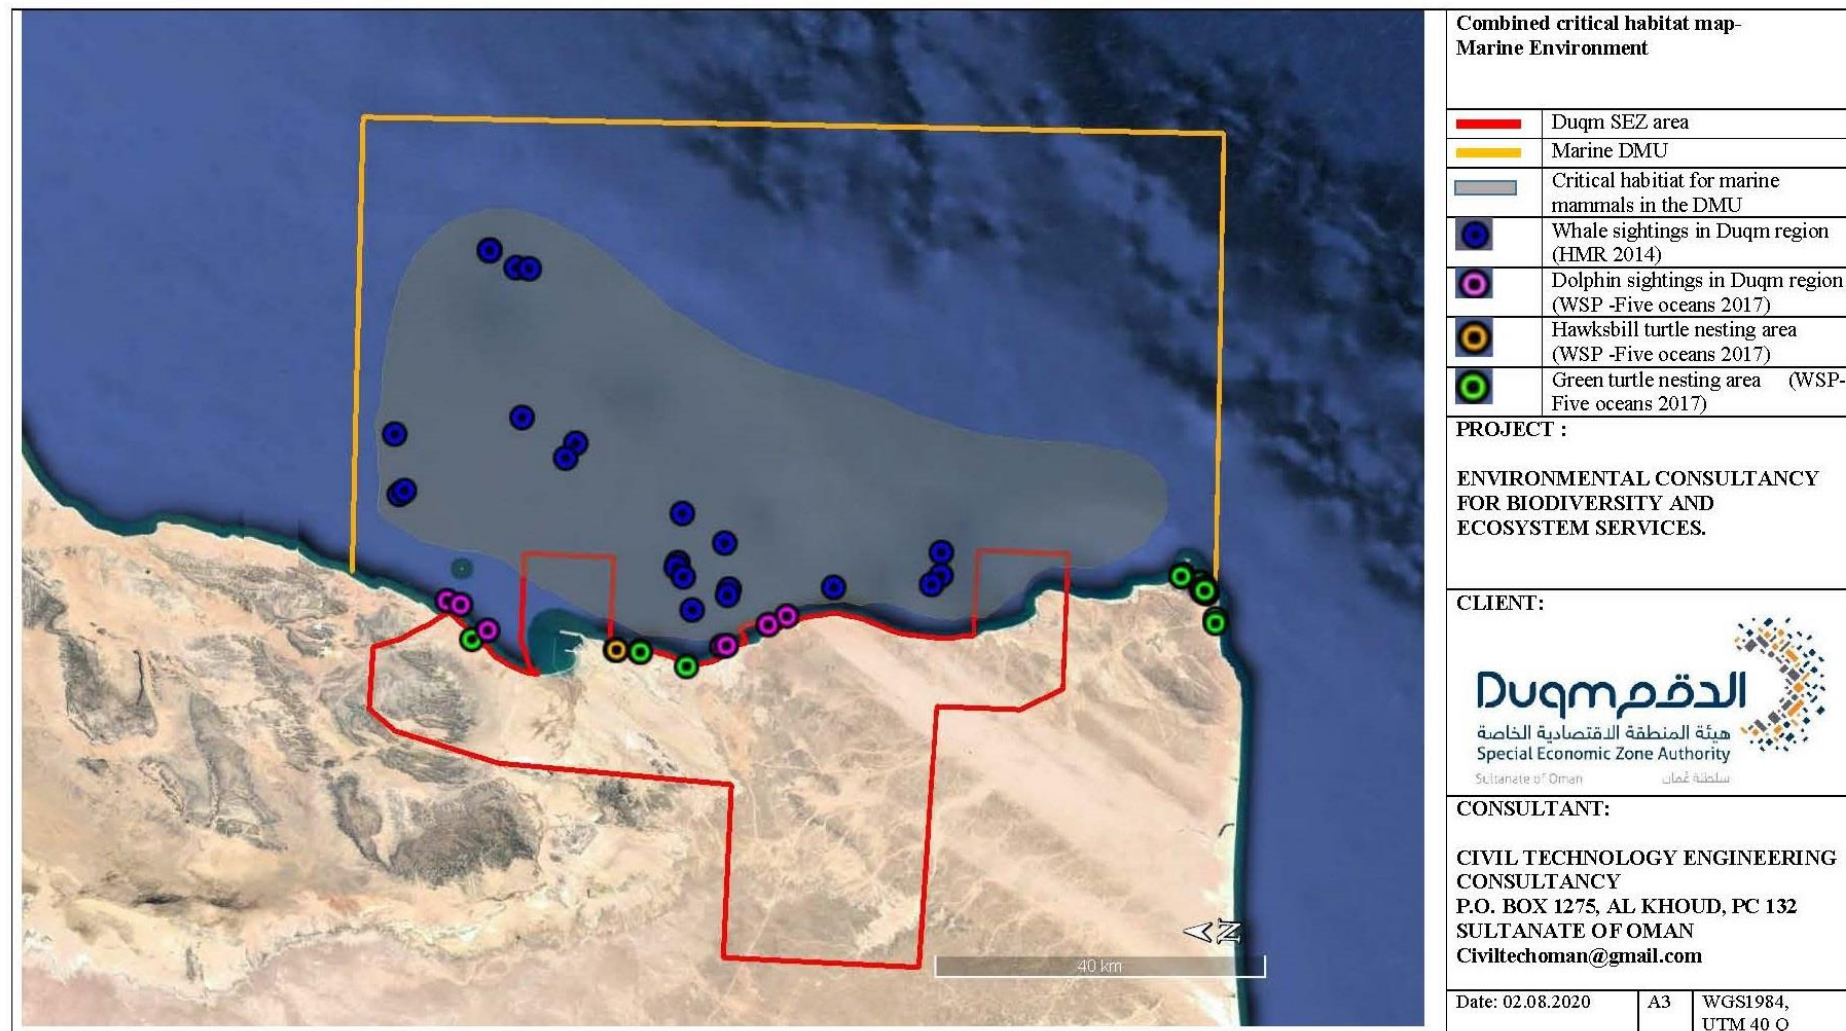 Combined critical habitat map-
Marine Environment
Duqm SEZ area
Marine DMU
Critical habitiat for marine
mammals in the DMU
Whale sightings in Duqm region
(HMR 2014)
Dolphin sightings in Duqm region
(WSP -Five oceans 2017)
Hawksbill turtle nesting area
(WSP -Five oceans 2017)
Green turtle nesting area (WSP-
Five oceans 2017)
PROJECT :
ENVIRONMENTAL CONSULTANCY
FOR BIODIVERSITY AND
ECOSYSTEM SERVICES.
CLIENT:
Duqm الدقم
هيئة المنطقة الاقتصادية الخاصة
Special Economic Zone Authority
Sultanate of Oman سلطنة عُمان
CONSULTANT:
CIVIL TECHNOLOGY ENGINEERING
CONSULTANCY
P.O. BOX 1275, AL KHOUD, PC 132
SULTANATE OF OMAN
Civiltechoman@gmail.com
Date: 02.08.2020 A3 WGS1984,
UTM 40 Q
N
40 km